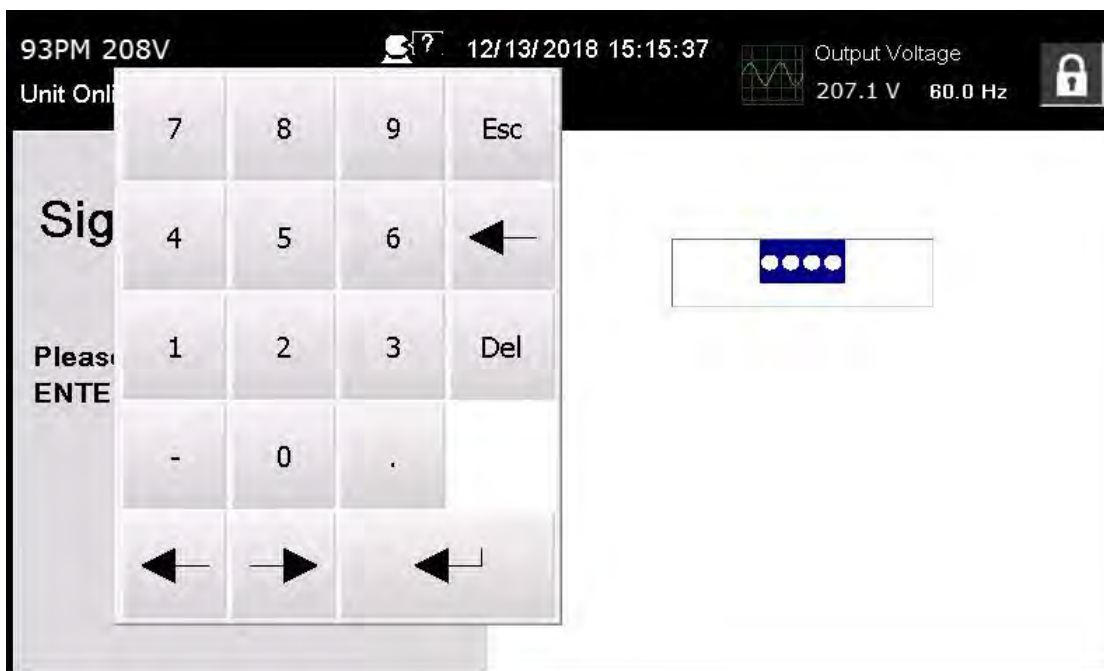 93PM 208V
? 12/13/2018 15:15:37
Output Voltage
207.1 V 60.0 Hz
Unit Onli
7 8 9 Esc
Sig
4 5 6
Pleas
ENTE
1 2 3 Del
- 0 .